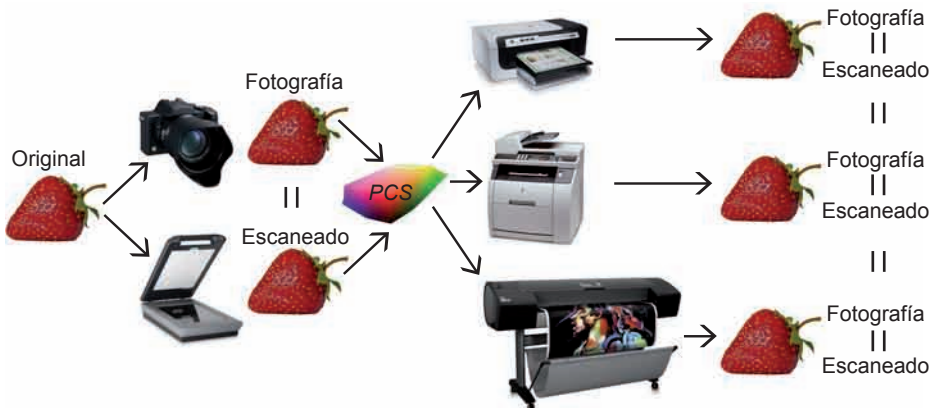 Original
Fotografía
Escaneado
PCS
Fotografía
=
Escaneado
=
Fotografía
=
Escaneado
=
Fotografía
=
Escaneado